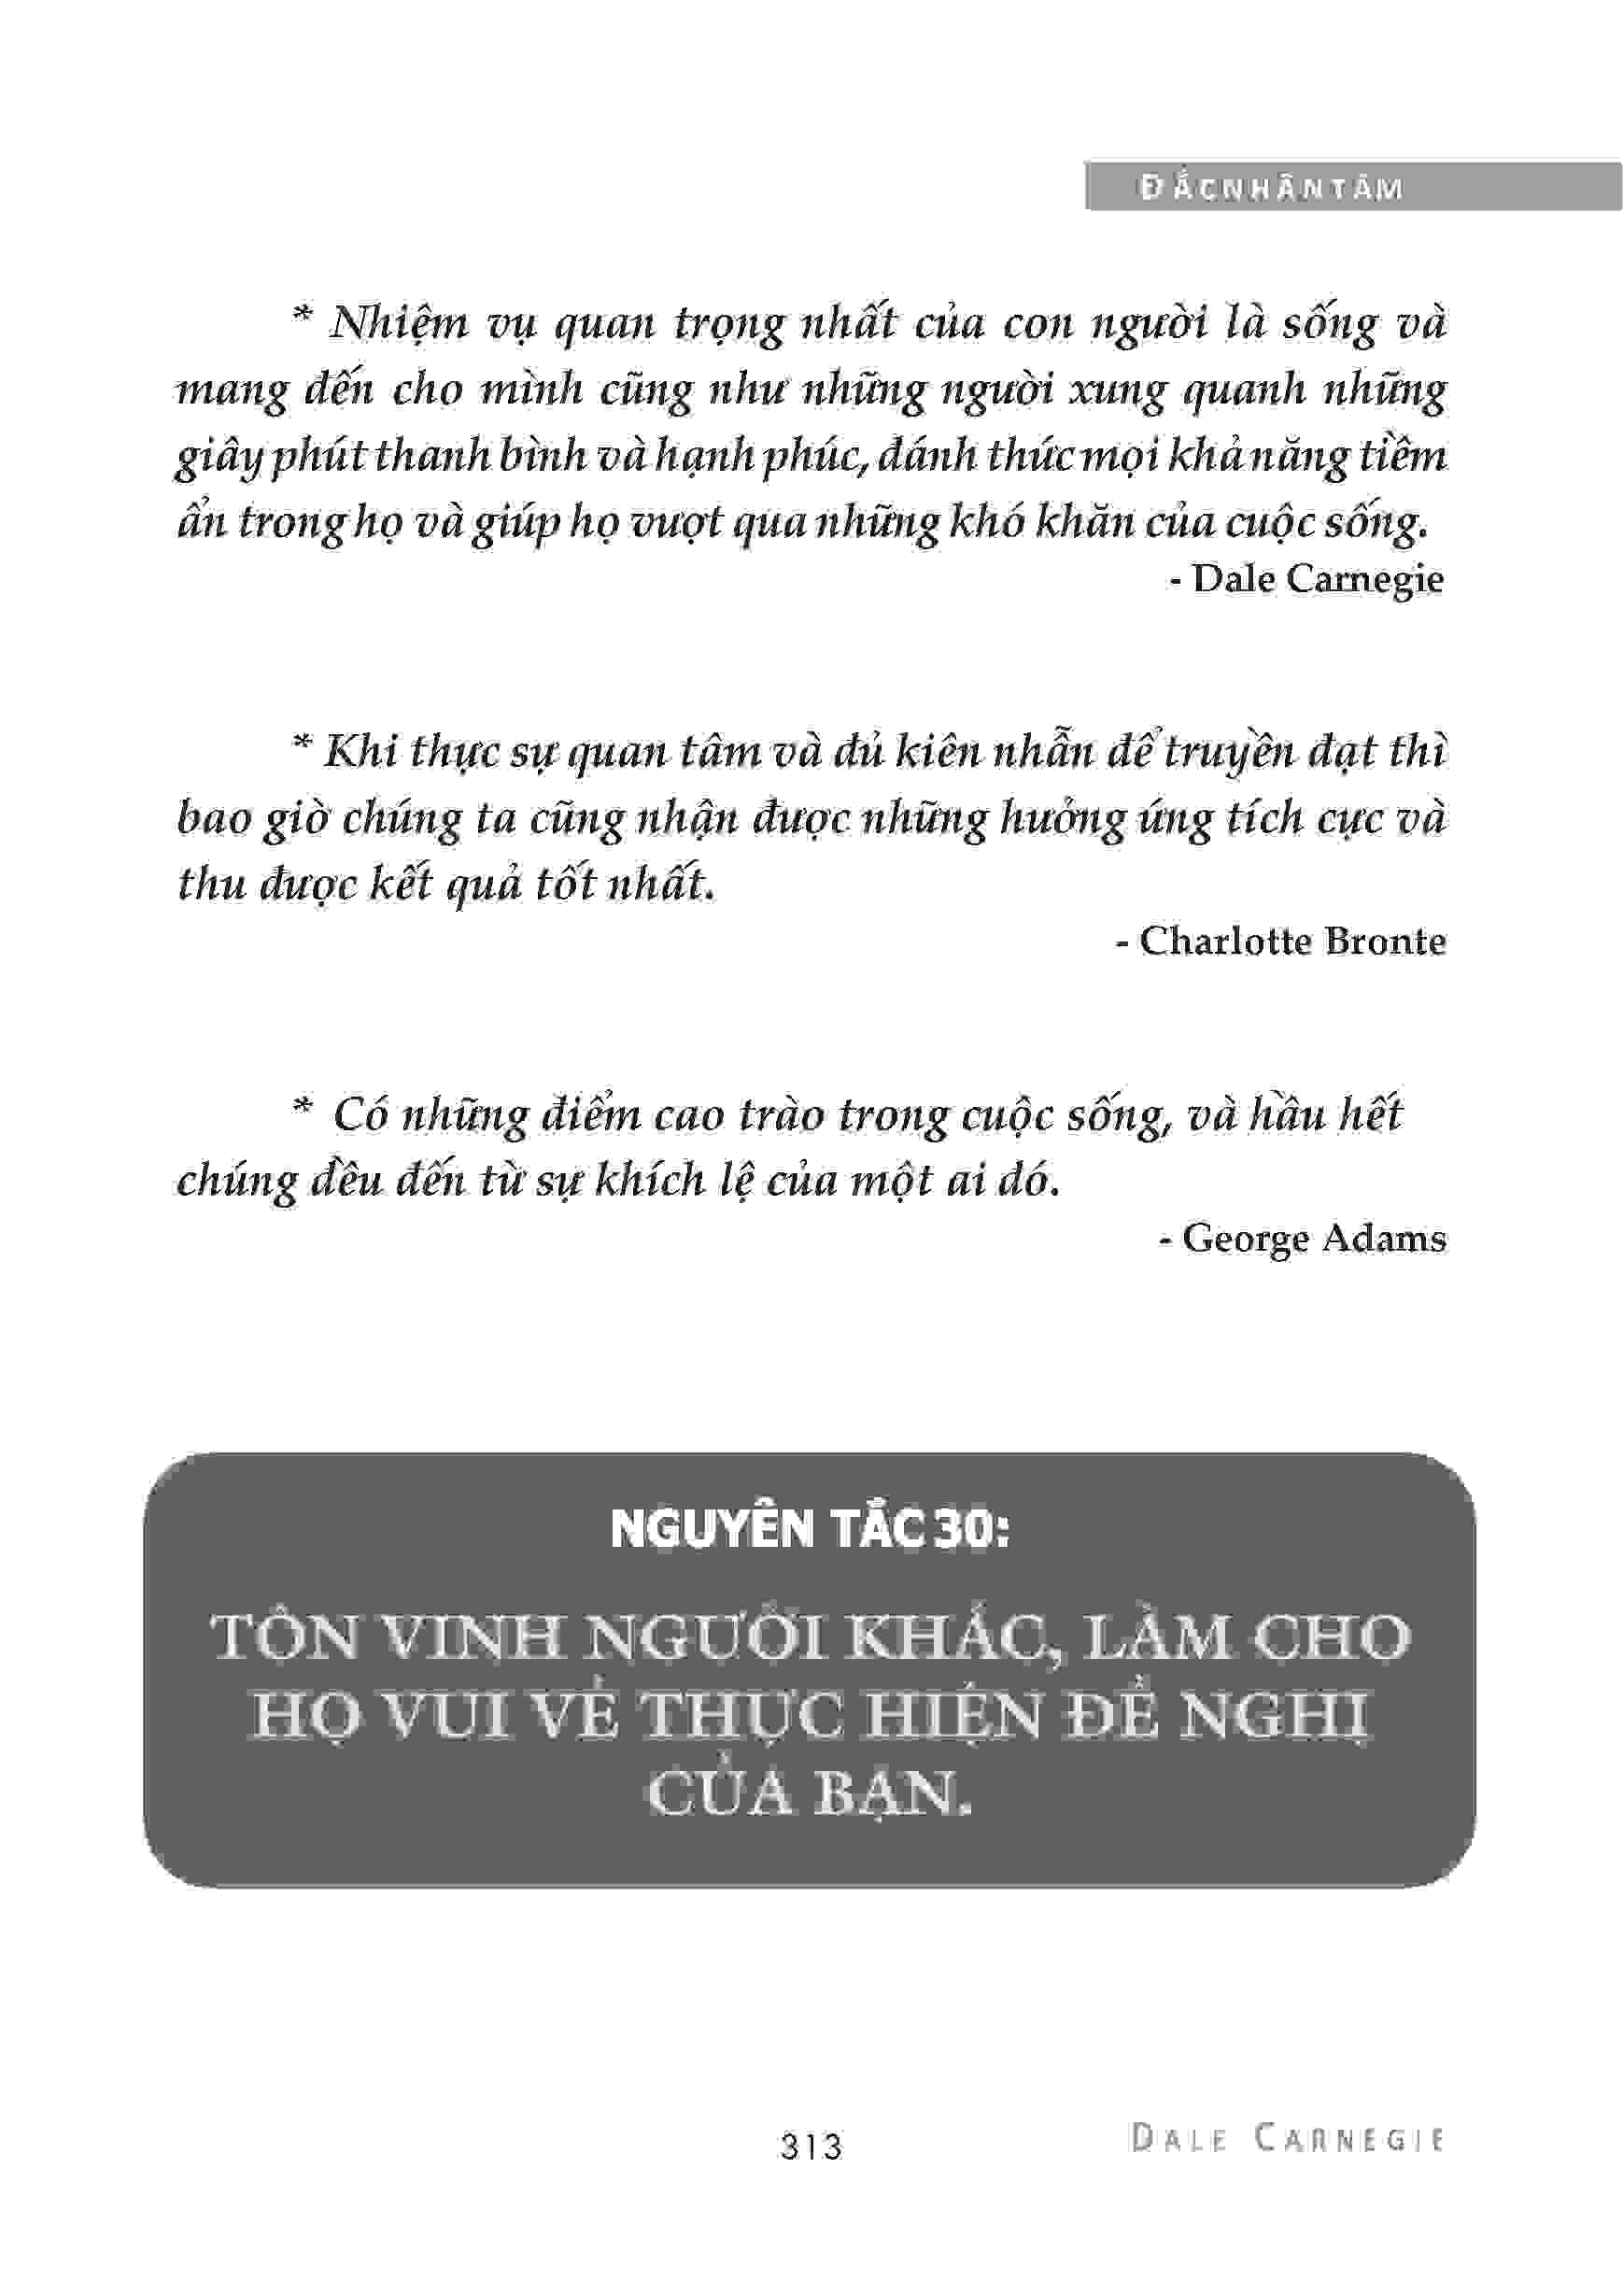 ĐẮC NHÂN TÂM
* Nhiệm vụ quan trọng nhất của con người là sống và
mang đến cho mình cũng như những người xung quanh những
giây phút thanh bình và hạnh phúc, đánh thức mọi khả năng tiềm
ẩn trong họ và giúp họ vượt qua những khó khăn của cuộc sống.
- Dale Carnegie
* Khi thực sự quan tâm và đủ kiên nhẫn để truyền đạt thì
bao giờ chúng ta cũng nhận được những hưởng ứng tích cực và
thu được kết quả tốt nhất.
- Charlotte Bronte
* Có những điểm cao trào trong cuộc sống, và hầu hết
chúng đều đến từ sự khích lệ của một ai đó.
- George Adams
NGUYÊN TẮC 30:
TÔN VINH NGƯỜI KHÁC, LÀM CHO
HỌ VUI VẺ THỰC HIỆN ĐỀ NGHỊ
CỦA BẠN.
313
DALE CARNEGIE